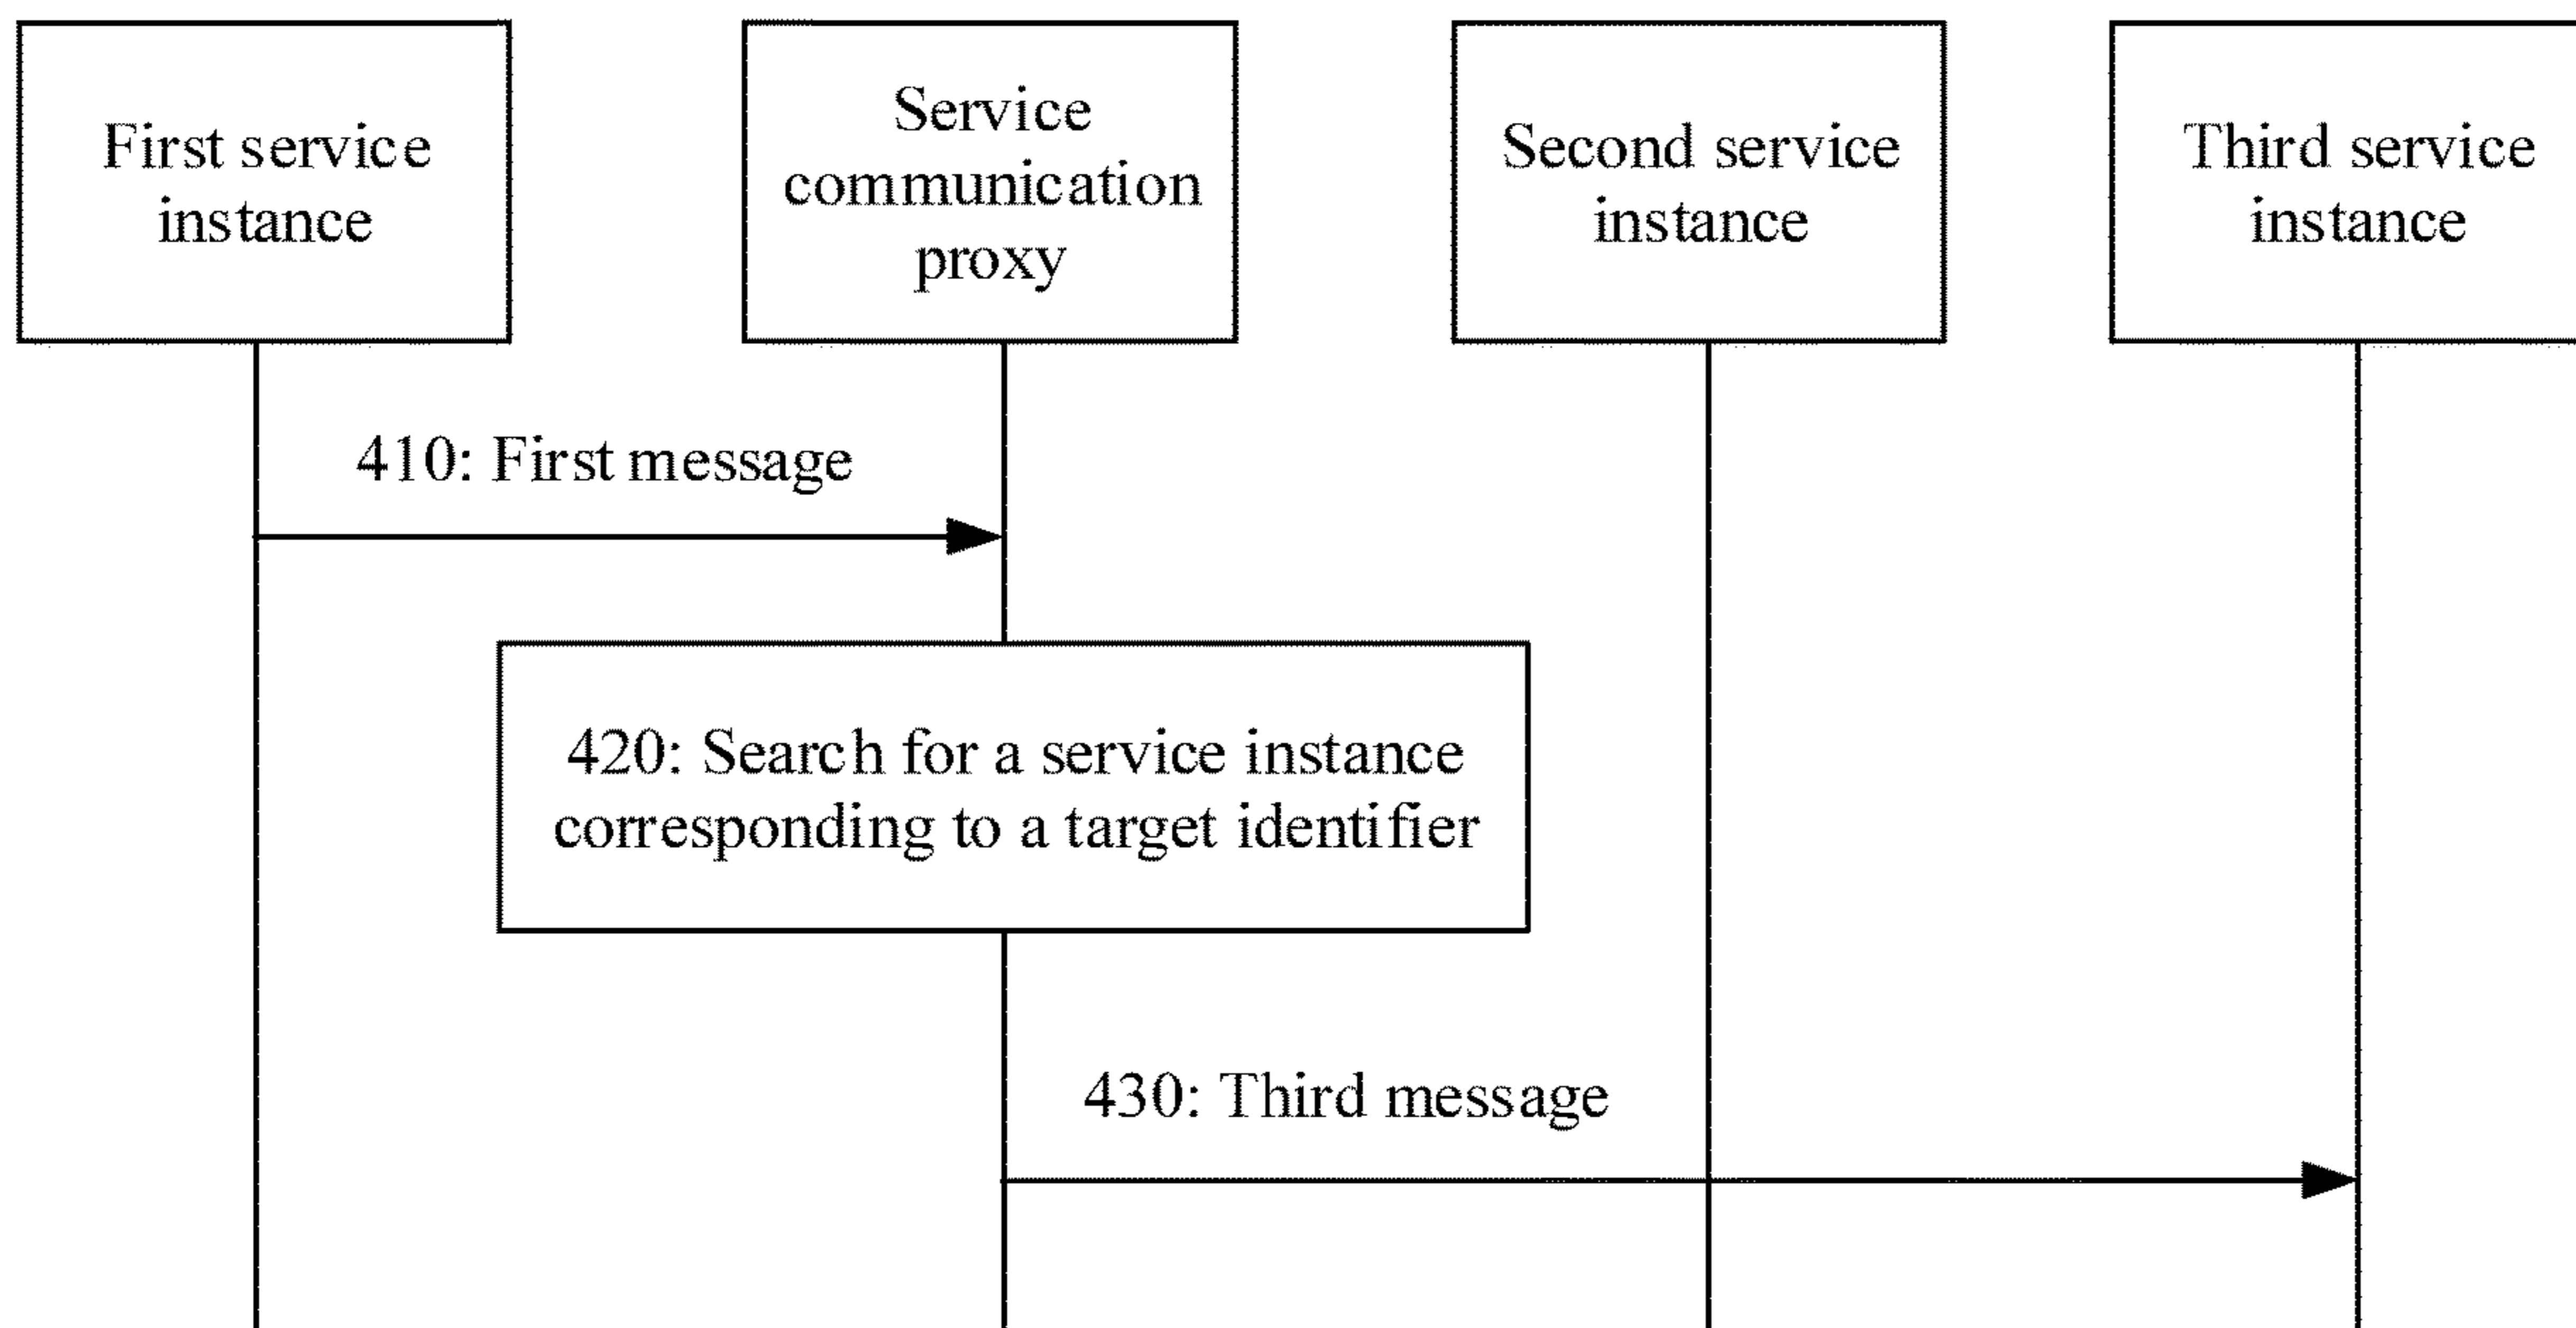 First service
instance
Service
communication
proxy
Second service
instance
Third service
instance
410: First message
420: Search for a service instance
corresponding to a target identifier
430: Third message